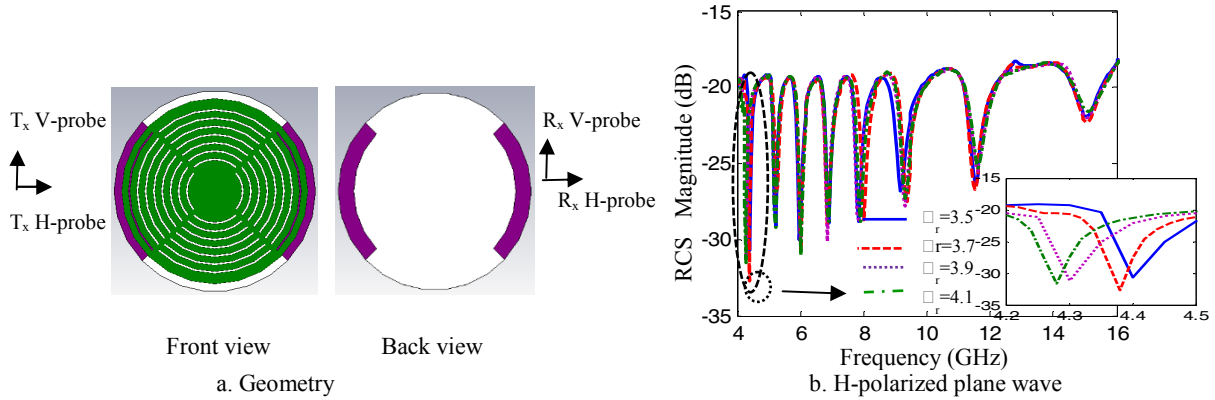 Tx V-probe
Tx H-probe
Rx V-probe
Rx H-probe
Front view
Back view
a. Geometry
RCS Magnitude (dB)
-15
-20
-25
-30
-35
□r=3.5
□r=3.7
□r=3.9
□r=4.1
-15
-20
-25
-30
-35
4.2 4.3 4.4 4.5
4 6 8 10 12 14 16
Frequency (GHz)
b. H-polarized plane wave